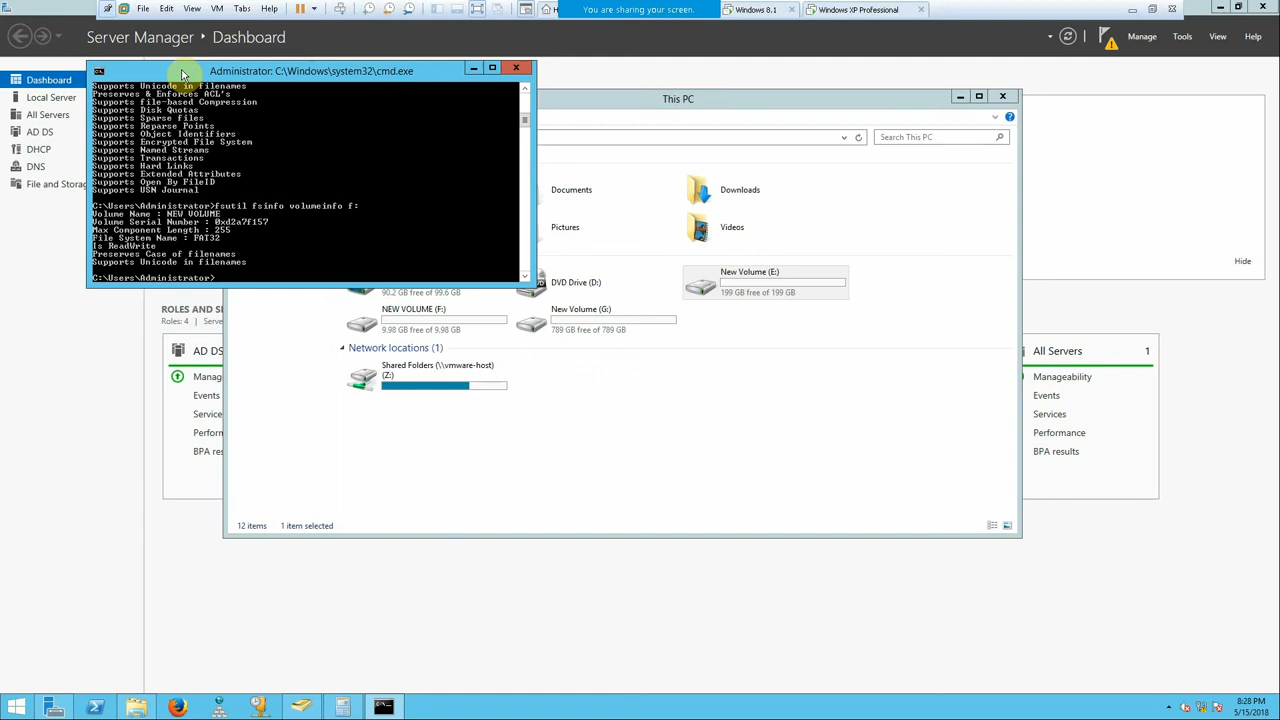 File Edit View VM Tabs Help
You are sharing your screen.
Windows 8.1
Windows XP Professional
Server Manager Dashboard
Manage Tools View Help
Dashboard
Local Server
All Servers
AD DS
DHCP
DNS
File and Storag
Administrator: C:\Windows\system32\cmd.exe
Supports Unicode in filenames
Preserves & Enforces ACL's
Supports file-based Compression
Supports Disk Quotas
Supports Sparse files
Supports Reparse Points
Supports Object Identifiers
Supports Encrypted File System
Supports Named Streams
Supports Transactions
Supports Hard Links
Supports Extended Attributes
Supports Open By FileID
Supports USN Journal
C:\Users\Administrator>fsutil fsinfo volumeinfo f:
Volume Name : NEW VOLUME
Volume Serial Number : 0xd2a7f157
Max Component Length : 255
File System Name : FAT32
Is ReadWrite
Preserves Case of filenames
Supports Unicode in filenames
C:\Users\Administrator>
This PC
Search This PC
Documents
Downloads
Pictures
Videos
90.2 GB free of 99.6 GB
DVD Drive (D:)
New Volume (E:)
199 GB free of 199 GB
NEW VOLUME (F:)
9.98 GB free of 9.98 GB
New Volume (G:)
789 GB free of 789 GB
Network locations (1)
Shared Folders (\\vmware-host)
(Z:)
12 items 1 item selected
Hide
ROLES AND SE
Roles: 4 | Serve
AD DS
Manag
Events
Service
Perform
BPA res
All Servers 1
Manageability
Events
Services
Performance
BPA results
8:28 PM
5/15/2018